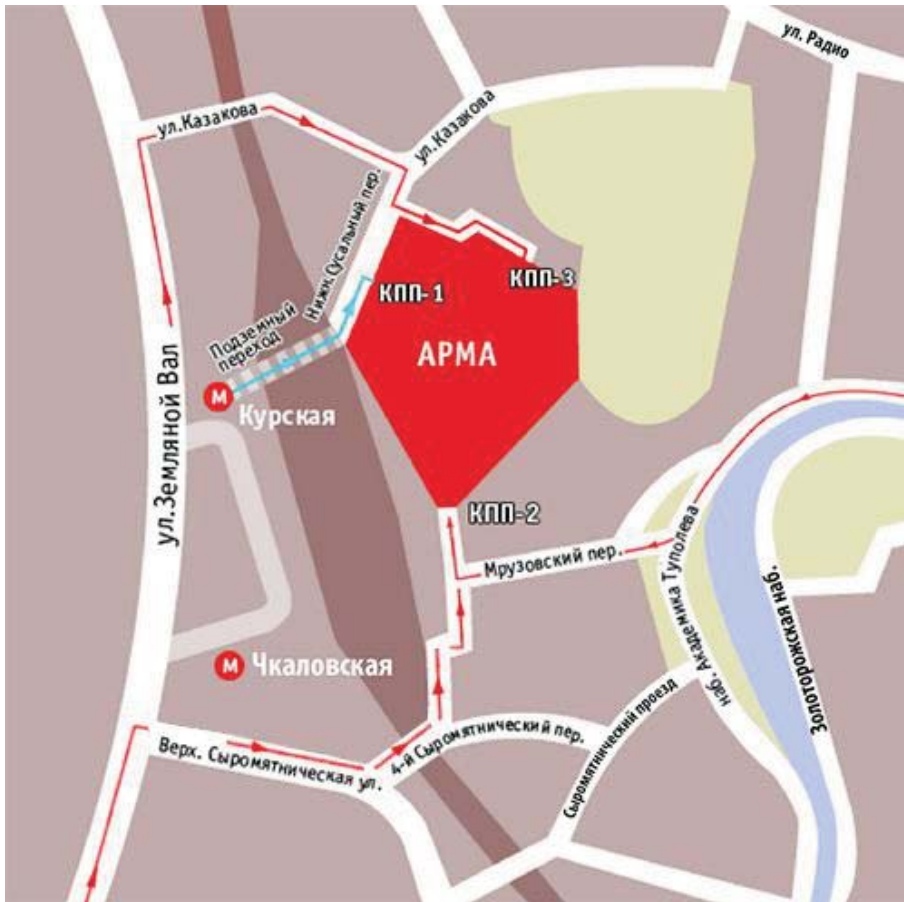 ул. Радио
ул.Казакова
ул.Казакова
Нижн. Сусальный пер.
КПП-3
КПП-1
Подземный
переход
АРМА
ул.Земляной Вал
М
Курская
КПП-2
Мрузовский пер.
наб. Академика Туполева
Золоторожская наб.
М
Чкаловская
Сыромятнический проезд
4-й Сыромятнический пер.
Верх. Сыромятническая ул.